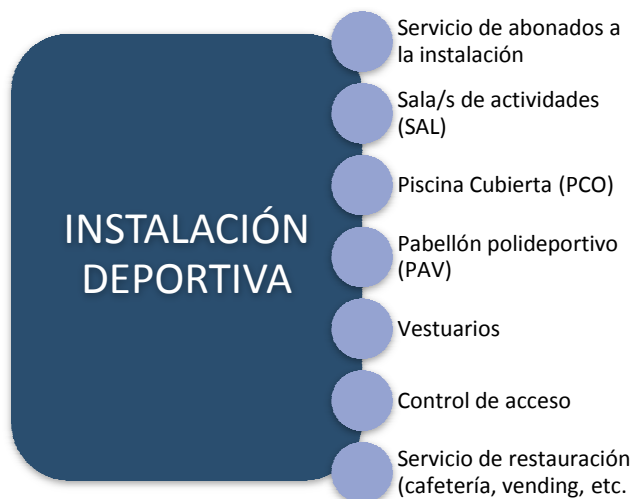 INSTALACIÓN
DEPORTIVA
Servicio de abonados a
la instalación
Sala/s de actividades
(SAL)
Piscina Cubierta (PCO)
Pabellón polideportivo
(PAV)
Vestuarios
Control de acceso
Servicio de restauración
(cafetería, vending, etc.